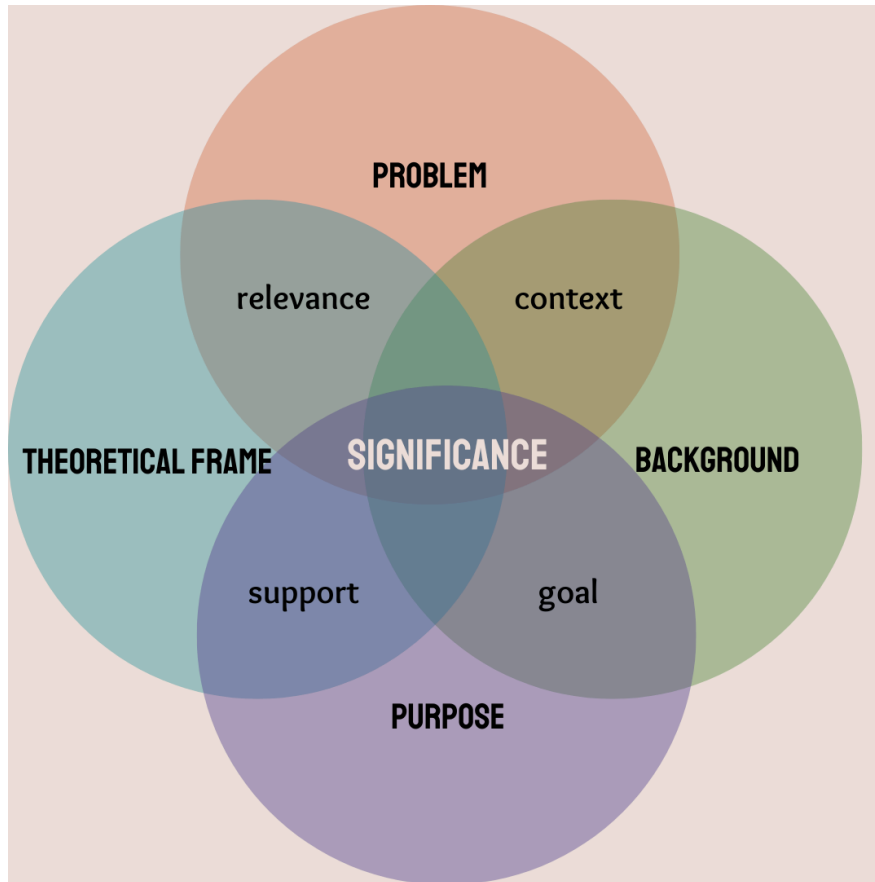 PROBLEM
relevance
context
THEORETICAL FRAME
SIGNIFICANCE
BACKGROUND
support
goal
PURPOSE